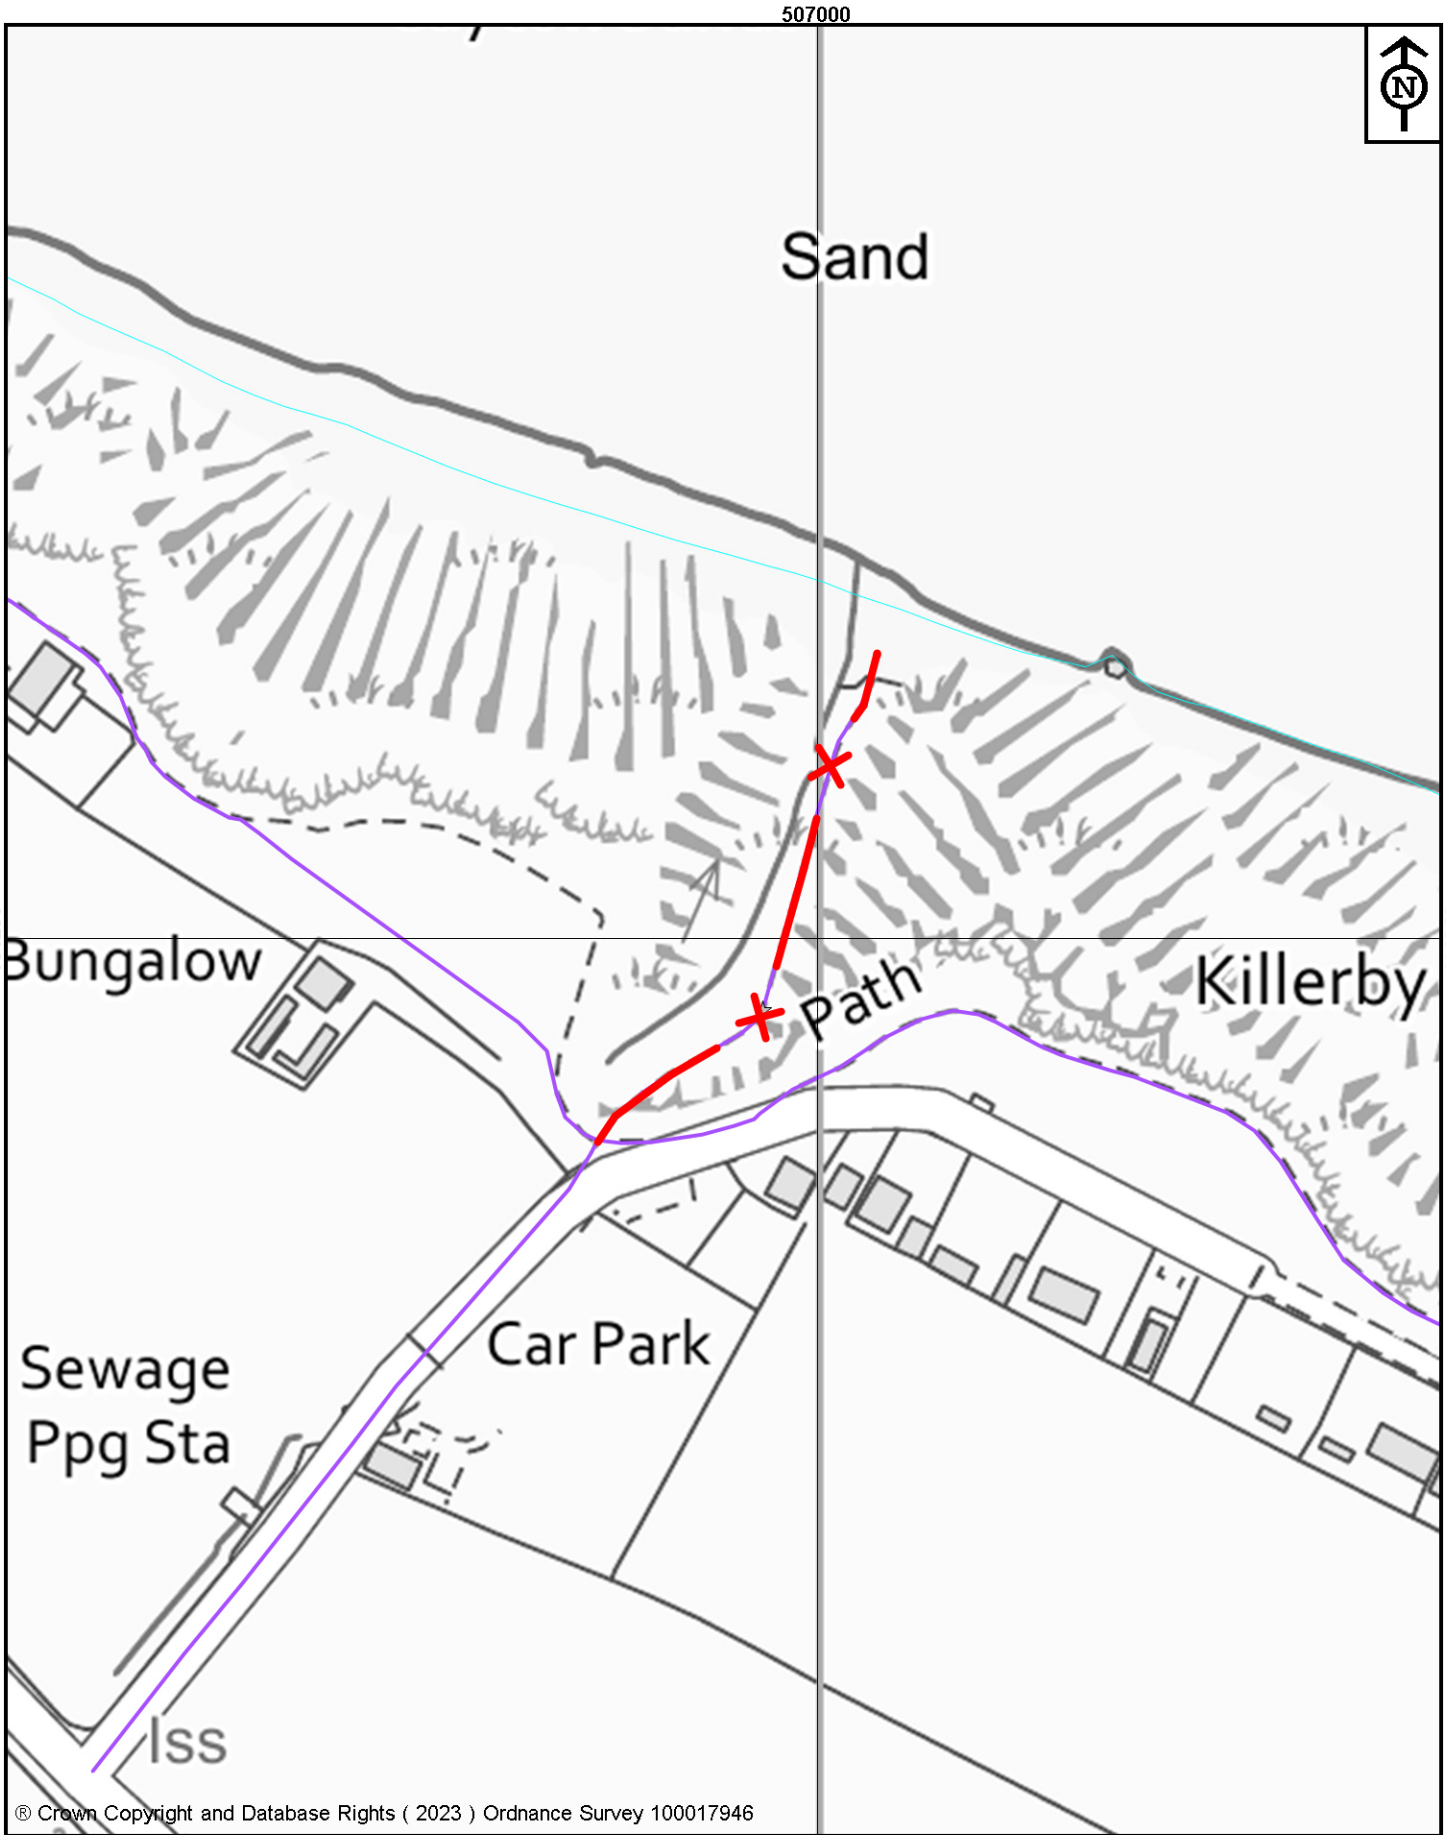 507000
N
Sand
Bungalow
Path
Killerby
Car Park
Sewage
Ppg Sta
Iss
® Crown Copyright and Database Rights ( 2023 ) Ordnance Survey 100017946